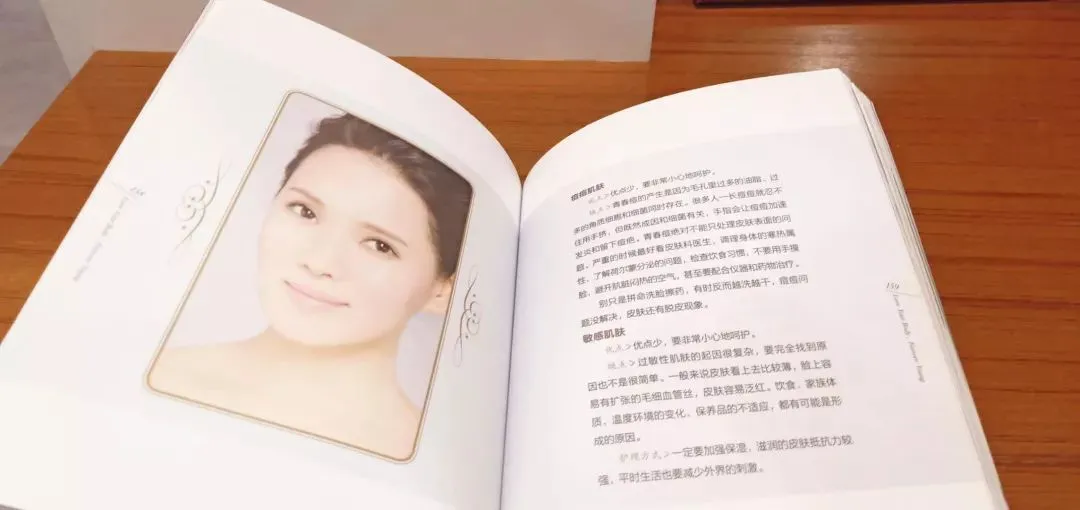 158
痘痘肌肤
优点>优点少，要非常小心地呵护。
缺点>青春痘的产生是因为毛孔里过多的油脂、过
多的角质细胞和细菌同时存在。很多人一长痘痘就忍不
住用手挤，但既然成因和细菌有关，手指会让痘痘加速
发炎和留下痘疤。青春痘绝对不能只处理皮肤表面的问
题，严重的时候最好看皮肤科医生，调理身体的寒热属
性，了解荷尔蒙分泌的问题，检查饮食习惯，不要用手摸
脸，避开肮脏闷热的空气，甚至要配合仪器和药物治疗。
别只是拼命洗脸擦药，有时反而越洗越干，痘痘问
题没解决，皮肤还有脱皮现象。
敏感肌肤
优点>优点少，要非常小心地呵护。
缺点>过敏性肌肤的起因很复杂，要完全找到原
因也不是很简单。一般来说皮肤看上去比较薄，脸上容
易有扩张的毛细血管丝，皮肤容易泛红。饮食、家族体
质、温度环境的变化、保养品的不适应，都有可能是形
成的原因。
护理方式>一定要加强保湿，滋润的皮肤抵抗力较
强，平时生活也要减少外界的刺激。
159
Love Your Body , Forever Young